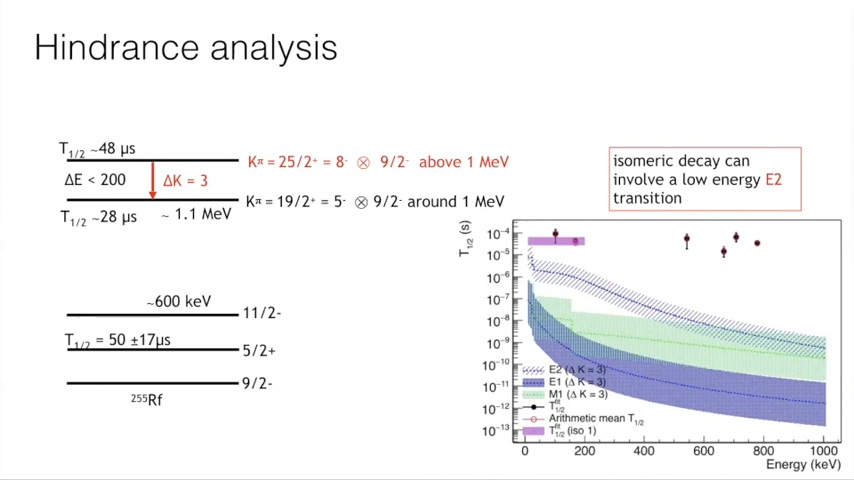 Hindrance analysis
T1/2 ~48 µs
Kπ = 25/2+ = 8- ⊗ 9/2- above 1 MeV
ΔE < 200
ΔK = 3
Kπ = 19/2+ = 5- ⊗ 9/2- around 1 MeV
T1/2 ~28 µs
~ 1.1 MeV
isomeric decay can
involve a low energy E2
transition
~600 keV
11/2-
T1/2 = 50 ±17µs
5/2+
9/2-
255Rf
T1/2 (s)
10−4
10−5
10−6
10−7
10−8
10−9
10−10
10−11
10−12
10−13
E2 (Δ K = 3)
E1 (Δ K = 3)
M1 (Δ K = 3)
Tfit1/2
Arithmetic mean T1/2
Tfit1/2 (iso 1)
0 200 400 600 800 1000
Energy (keV)